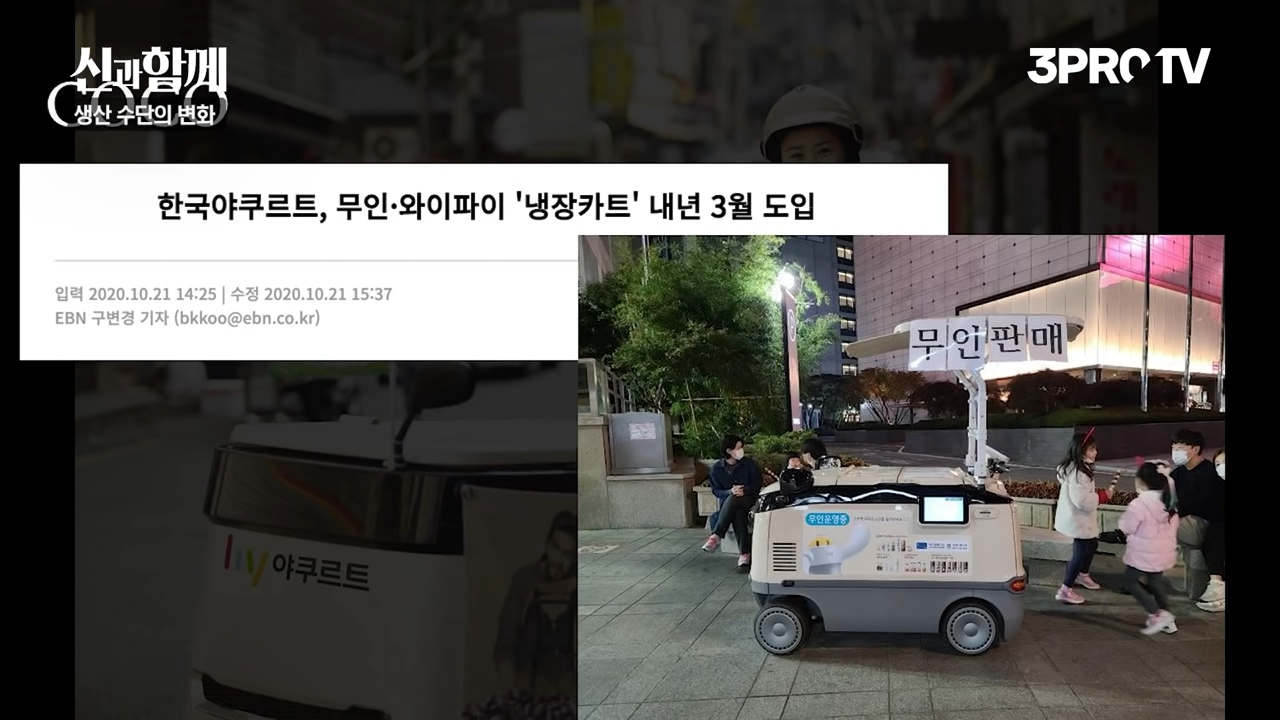 신과함께
COCO
생산 수단의 변화
3PROTV
한국야쿠르트, 무인·와이파이 '냉장카트' 내년 3월 도입
입력 2020.10.21 14:25 | 수정 2020.10.21 15:37
EBN 구변경 기자 (bkkoo@ebn.co.kr)
무인판매
무인운영중
hy 야쿠르트